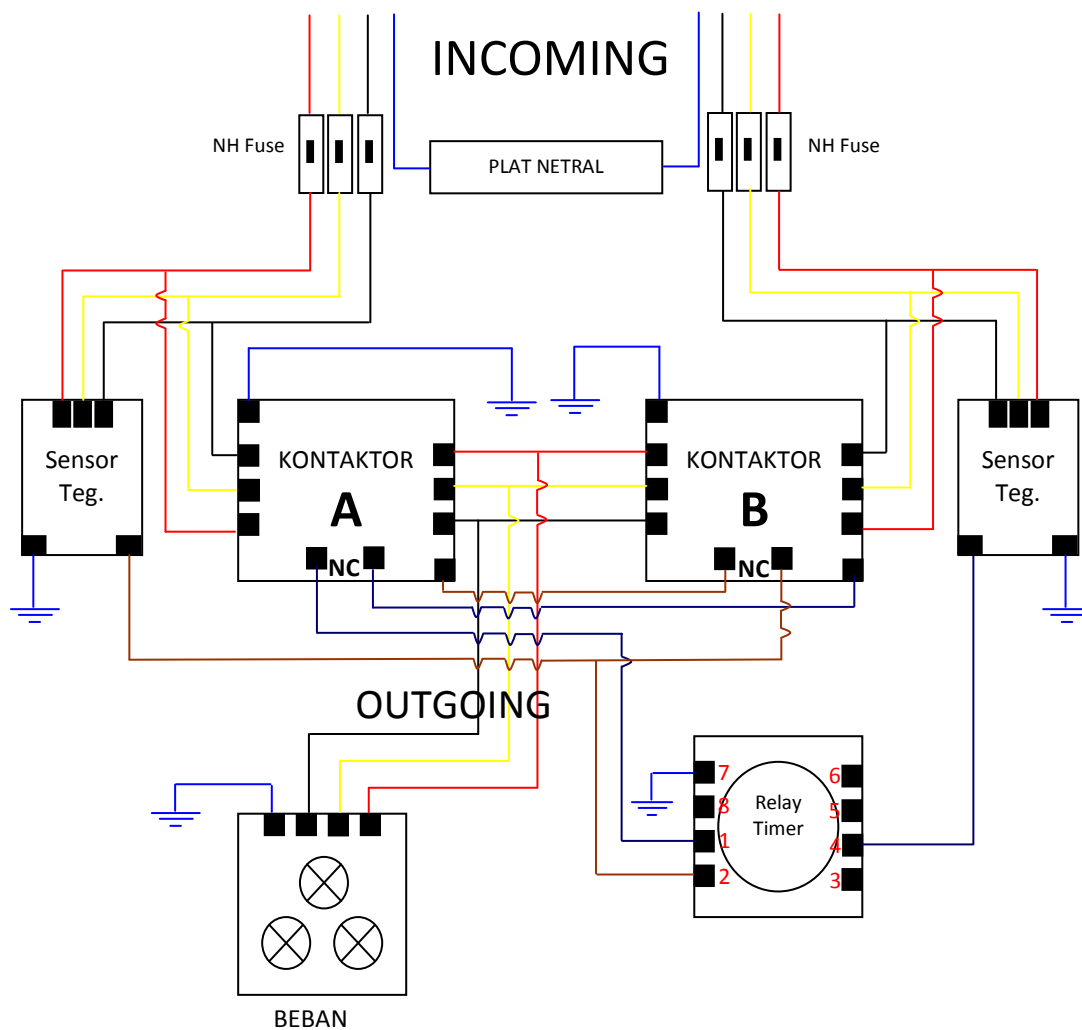 INCOMING
NH Fuse
PLAT NETRAL
NH Fuse
Sensor
Teg.
KONTAKTOR
A
NC
KONTAKTOR
B
NC
Sensor
Teg.
OUTGOING
7
8
1
2
Relay
Timer
6
5
4
3
BEBAN